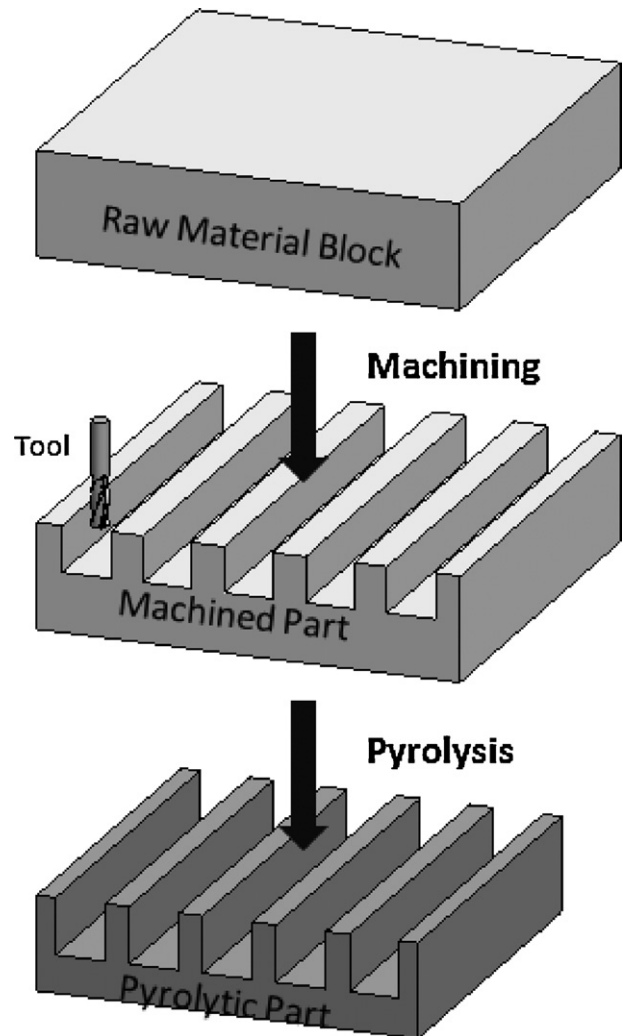 Raw Material Block
Machining
Tool
Machined Part
Pyrolysis
Pyrolytic Part